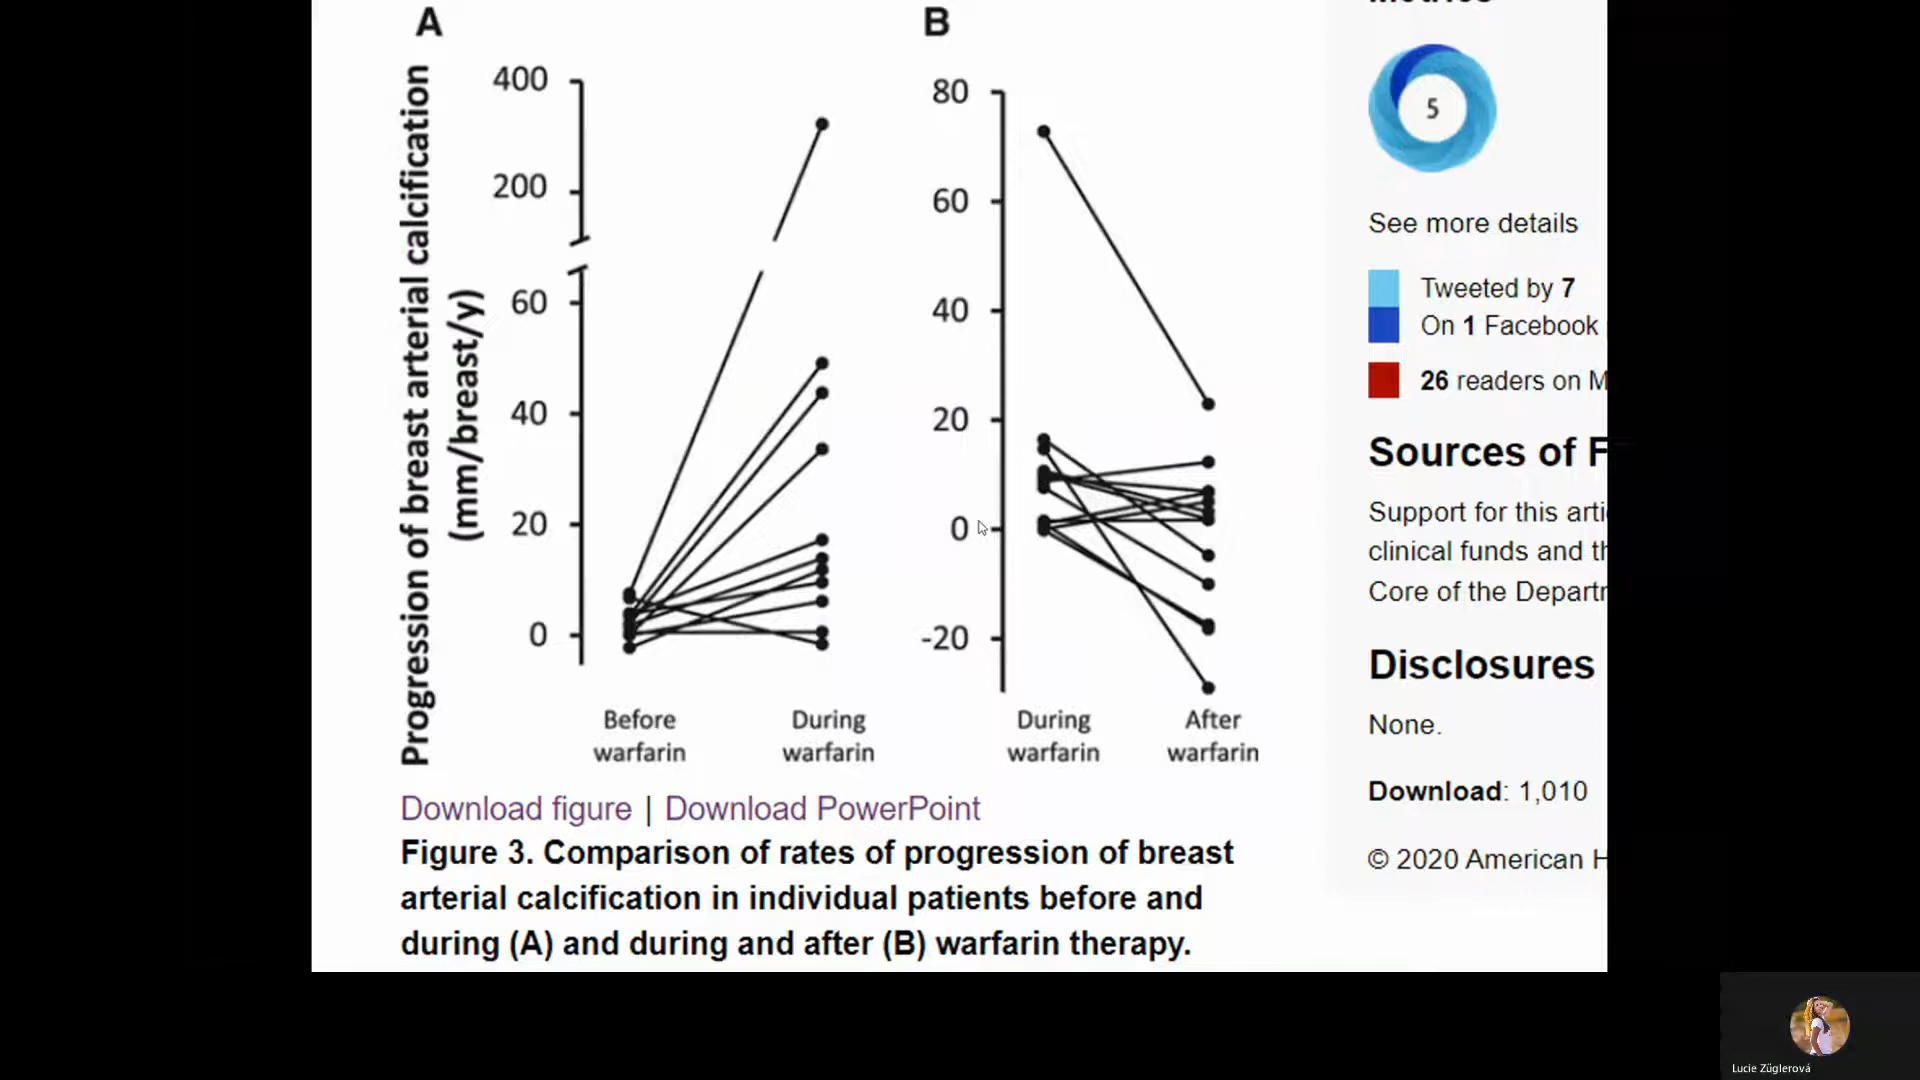 A
Progression of breast arterial calcification
(mm/breast/y)
400
200
60
40
20
0
Before
warfarin
During
warfarin
B
80
60
40
20
0
-20
During
warfarin
After
warfarin
Download figure | Download PowerPoint
Figure 3. Comparison of rates of progression of breast
arterial calcification in individual patients before and
during (A) and during and after (B) warfarin therapy.
5
See more details
Tweeted by 7
On 1 Facebook
26 readers on M
Sources of F
Support for this arti
clinical funds and th
Core of the Departm
Disclosures
None.
Download: 1,010
© 2020 American H
Lucie Züglerová